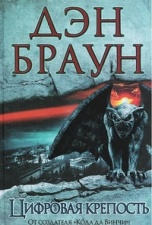 ДЭН
БРАУН
ЦИФРОВАЯ КРЕПОСТЬ
ОТ СОЗДАТЕЛЯ «КОДА ДА ВИНЧИ»